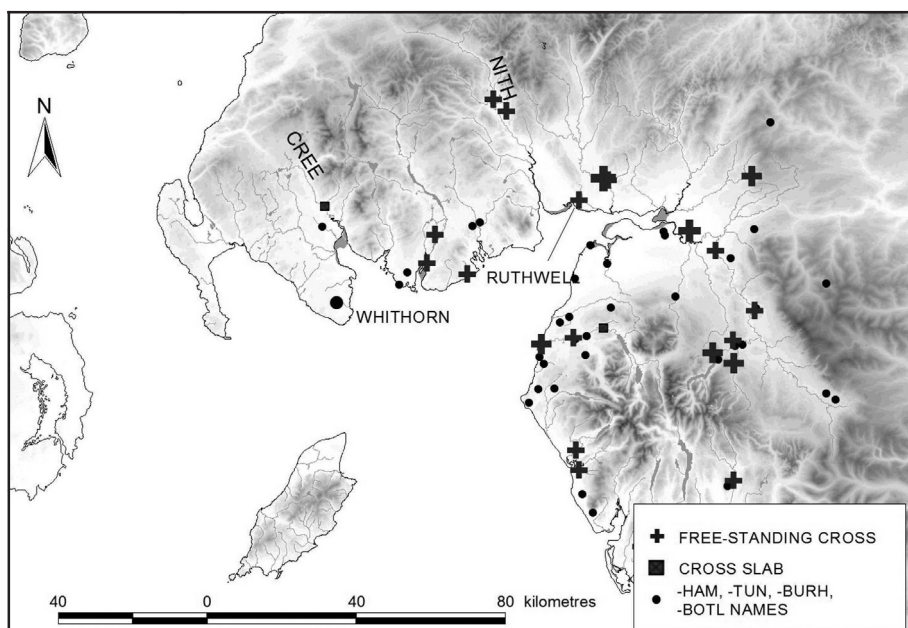 NITH
N
CREE
RUTHWELL
WHITHORN
FREE-STANDING CROSS
CROSS SLAB
-HAM, -TUN, -BURH,
-BOTL NAMES
40 0 40 80 kilometres